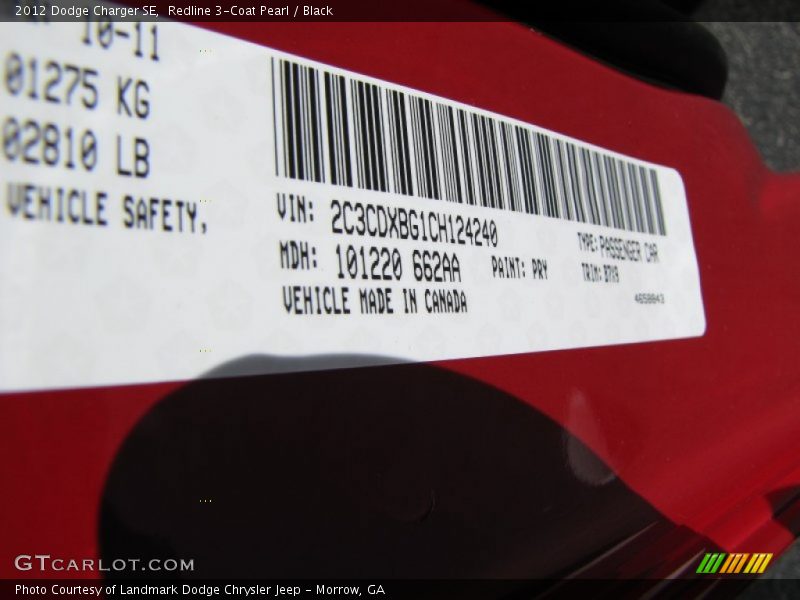 2012 Dodge Charger SE, Redline 3-Coat Pearl / Black
10-11
01275 KG
02810 LB
VEHICLE SAFETY,
VIN: 2C3CDXBG1CH124240
MDH: 101220 662AA
PAINT: PRY
VEHICLE MADE IN CANADA
TYPE: PASSENGER CAR
TRIM:
4658043
GTCARLOT.COM
Photo Courtesy of Landmark Dodge Chrysler Jeep - Morrow, GA